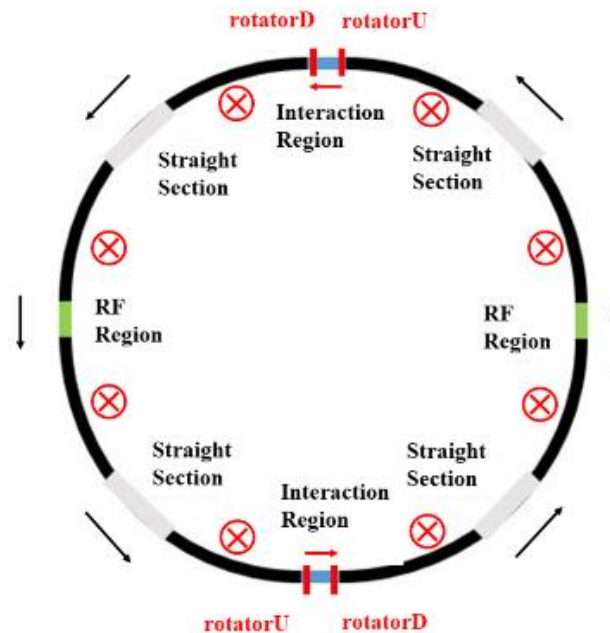 rotatorD
rotatorU
Interaction
Region
Straight
Section
Straight
Section
RF
Region
RF
Region
Straight
Section
Straight
Section
Interaction
Region
rotatorU
rotatorD